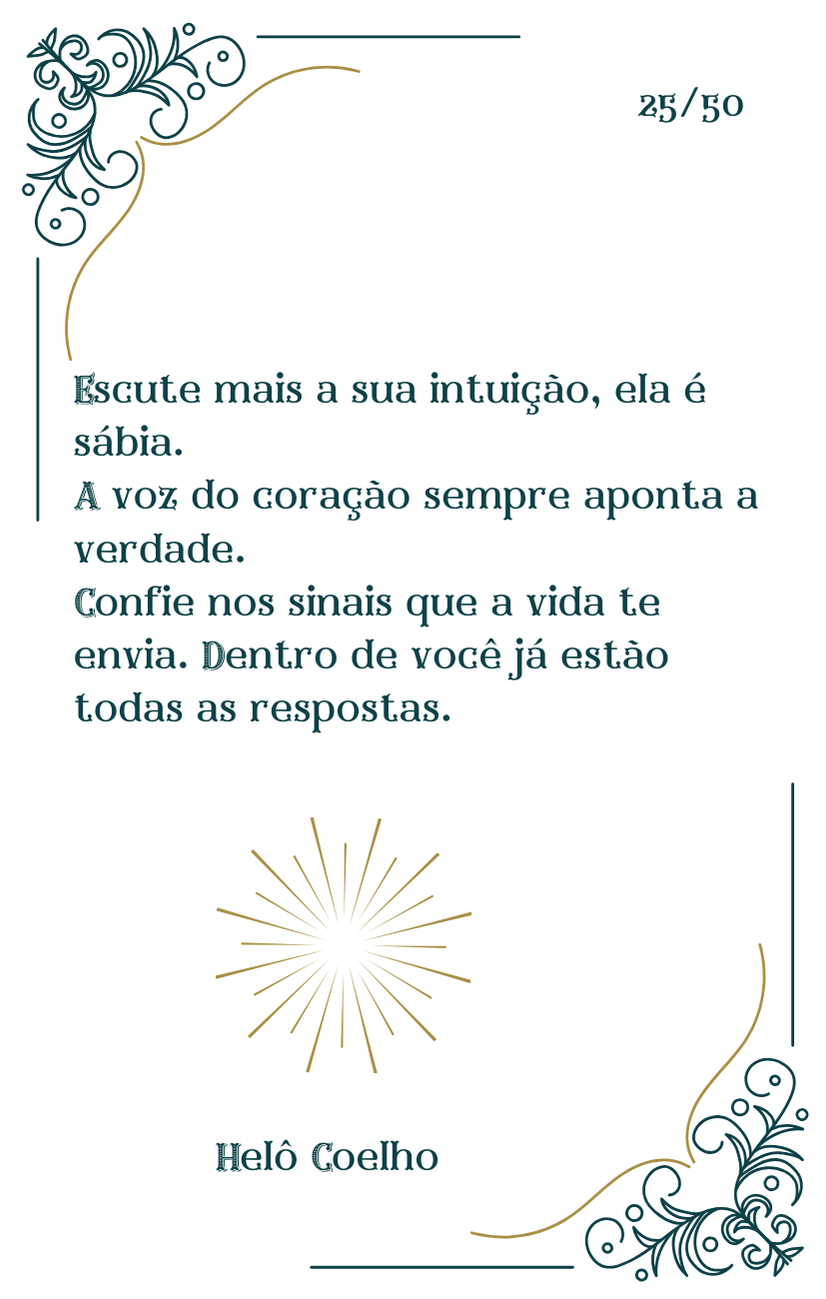 25/50
Escute mais a sua intuição, ela é
sábia.
A voz do coração sempre aponta a
verdade.
Confie nos sinais que a vida te
envia. Dentro de você já estão
todas as respostas.
Helô Coelho